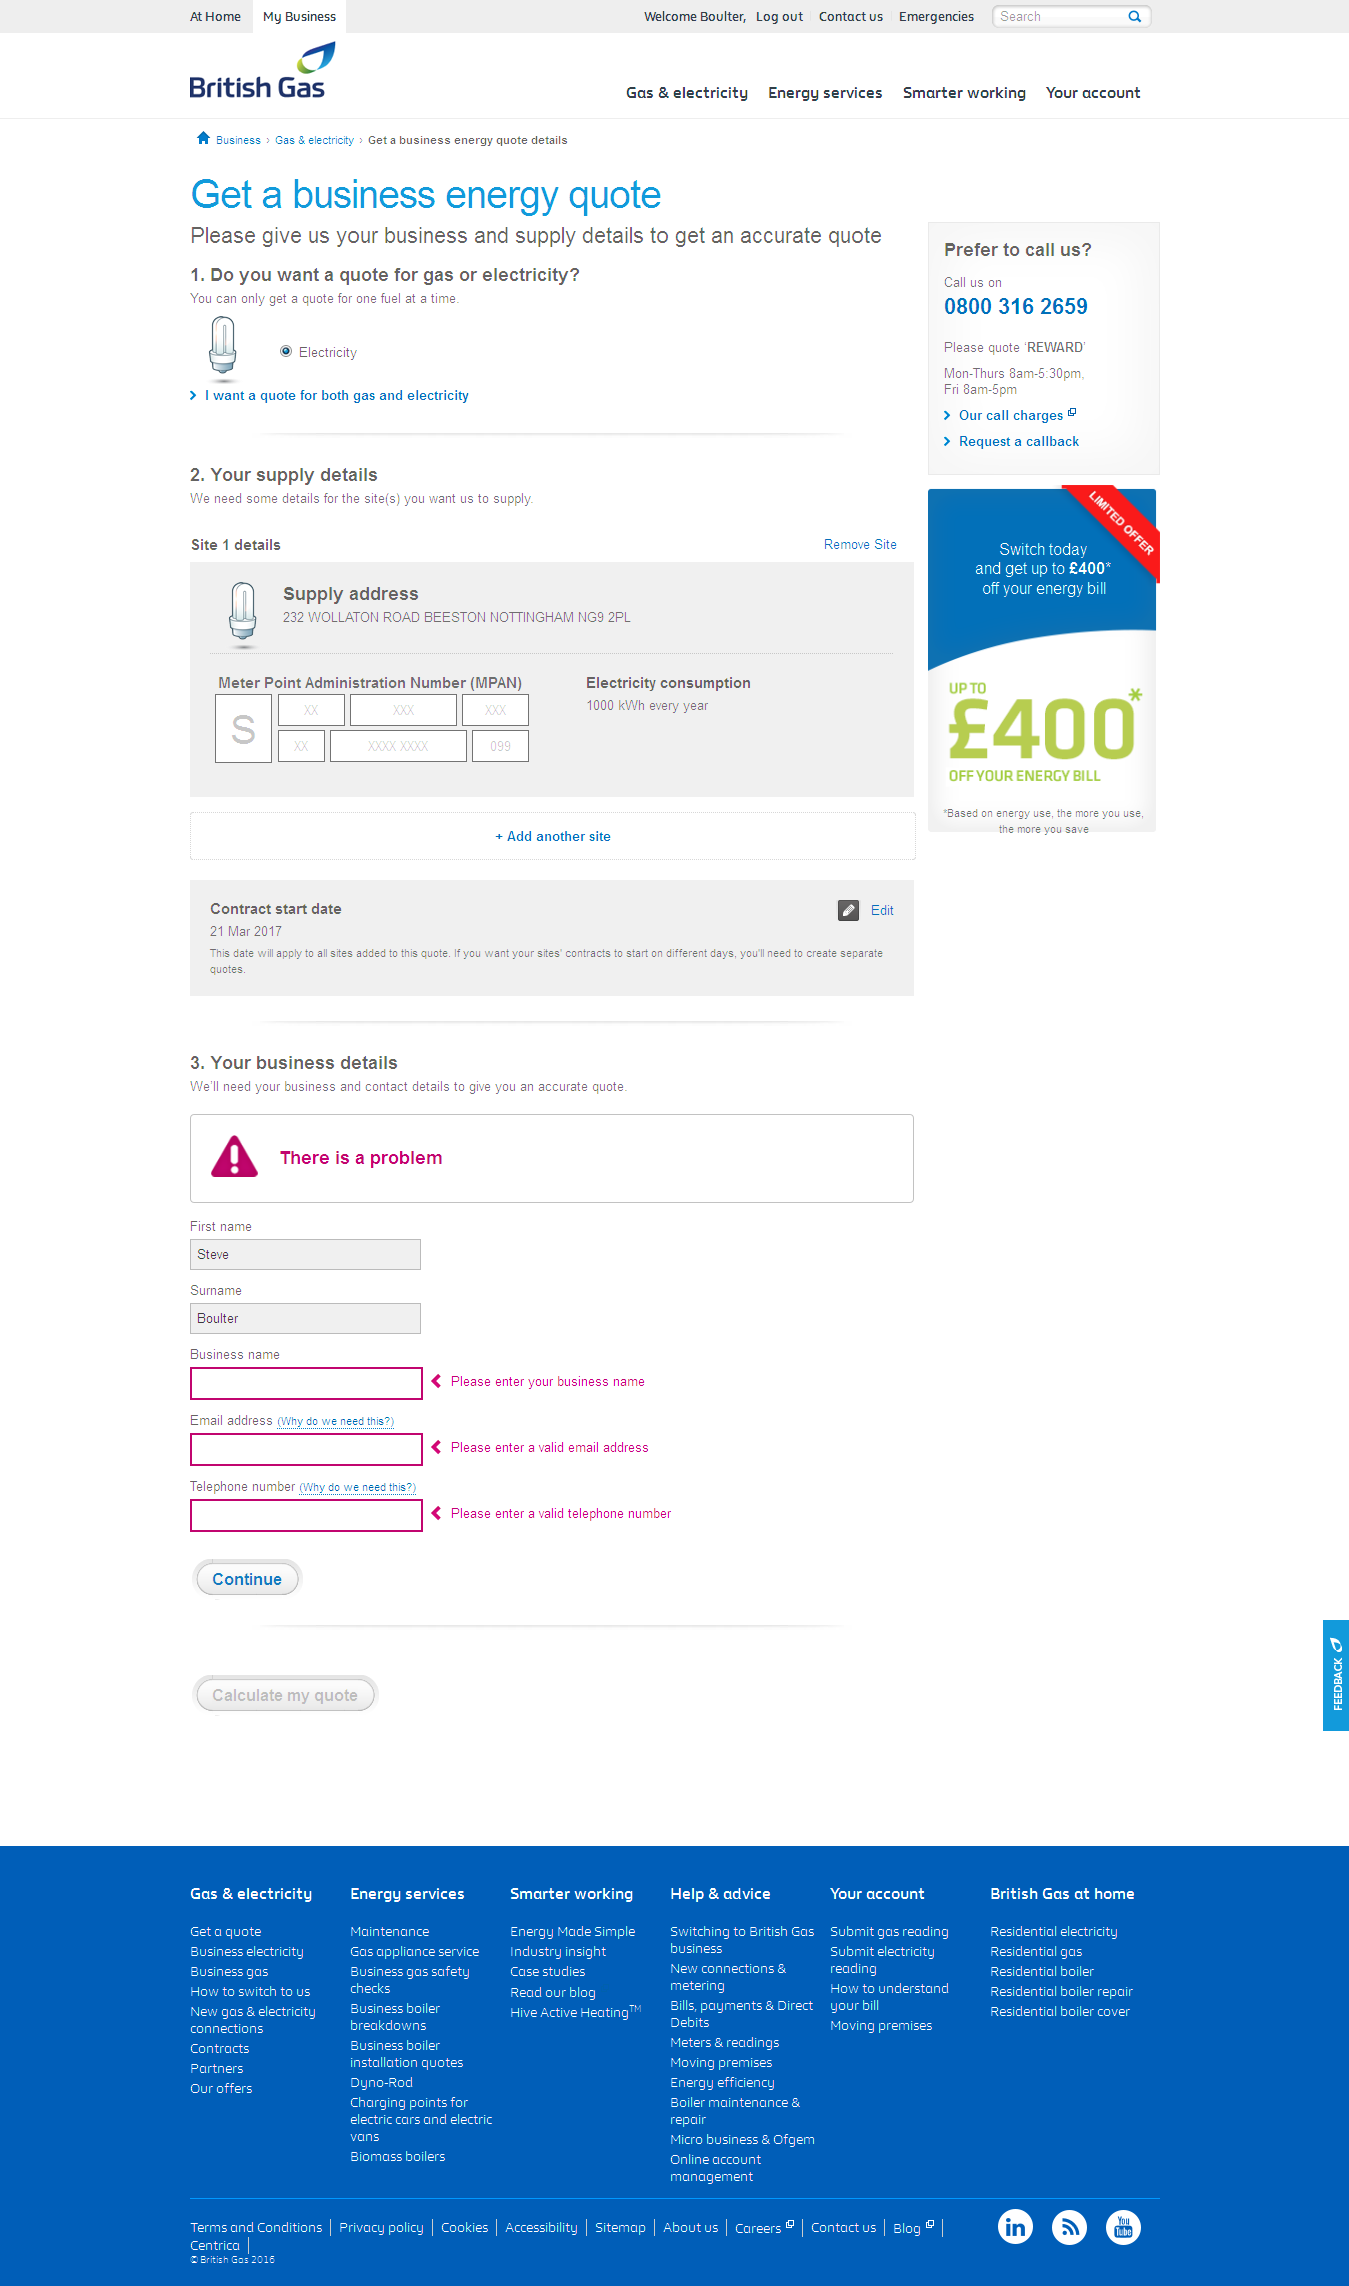 At Home
My Business
Welcome Boulter,
Log out
Contact us
Emergencies
Search
British Gas
Gas & electricity
Energy services
Smarter working
Your account
Business › Gas & electricity › Get a business energy quote details
Get a business energy quote
Please give us your business and supply details to get an accurate quote
1. Do you want a quote for gas or electricity?
You can only get a quote for one fuel at a time.
Electricity
I want a quote for both gas and electricity
2. Your supply details
We need some details for the site(s) you want us to supply.
Site 1 details
Remove Site
Supply address
232 WOLLATON ROAD BEESTON NOTTINGHAM NG9 2PL
Meter Point Administration Number (MPAN)
S
XX
XXX
XXX
XX
XXXX XXXX
099
Electricity consumption
1000 kWh every year
+ Add another site
Contract start date
Edit
21 Mar 2017
This date will apply to all sites added to this quote. If you want your sites' contracts to start on different days, you'll need to create separate
quotes.
3. Your business details
We'll need your business and contact details to give you an accurate quote.
There is a problem
First name
Steve
Surname
Boulter
Business name
Please enter your business name
Email address (Why do we need this?)
Please enter a valid email address
Telephone number (Why do we need this?)
Please enter a valid telephone number
Continue
Calculate my quote
Prefer to call us?
Call us on
0800 316 2659
Please quote 'REWARD'
Mon-Thurs 8am-5:30pm,
Fri 8am-5pm
Our call charges
Request a callback
LIMITED OFFER
Switch today
and get up to £400*
off your energy bill
UP TO
£400*
OFF YOUR ENERGY BILL
*Based on energy use, the more you use,
the more you save
FEEDBACK
Gas & electricity
Get a quote
Business electricity
Business gas
How to switch to us
New gas & electricity
connections
Contracts
Partners
Our offers
Energy services
Maintenance
Gas appliance service
Business gas safety
checks
Business boiler
breakdowns
Business boiler
installation quotes
Dyno-Rod
Charging points for
electric cars and electric
vans
Biomass boilers
Smarter working
Energy Made Simple
Industry insight
Case studies
Read our blog
Hive Active Heating™
Help & advice
Switching to British Gas
business
New connections &
metering
Bills, payments & Direct
Debits
Meters & readings
Moving premises
Energy efficiency
Boiler maintenance &
repair
Micro business & Ofgem
Online account
management
Your account
Submit gas reading
Submit electricity
reading
How to understand
your bill
Moving premises
British Gas at home
Residential electricity
Residential gas
Residential boiler
Residential boiler repair
Residential boiler cover
Terms and Conditions | Privacy policy | Cookies | Accessibility | Sitemap | About us | Careers | Contact us | Blog |
Centrica |
© British Gas 2016
in
You
Tube